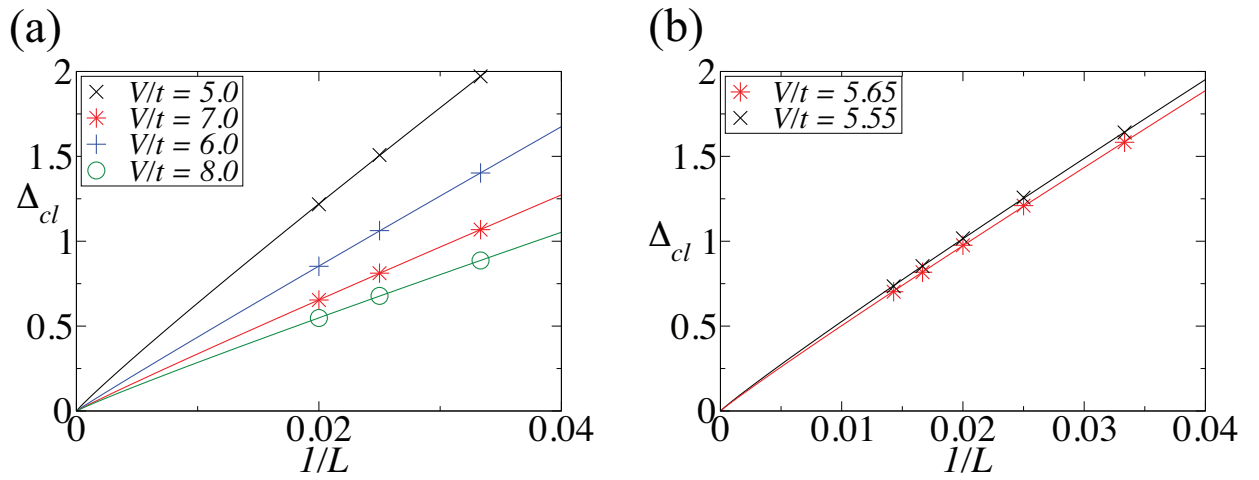 (a)
2
1.5
Δcl
1
0.5
0
V/t = 5.0
V/t = 7.0
V/t = 6.0
V/t = 8.0
0
0.02
0.04
1/L
(b)
2
1.5
Δcl
1
0.5
0
V/t = 5.65
V/t = 5.55
0
0.01
0.02
0.03
0.04
1/L